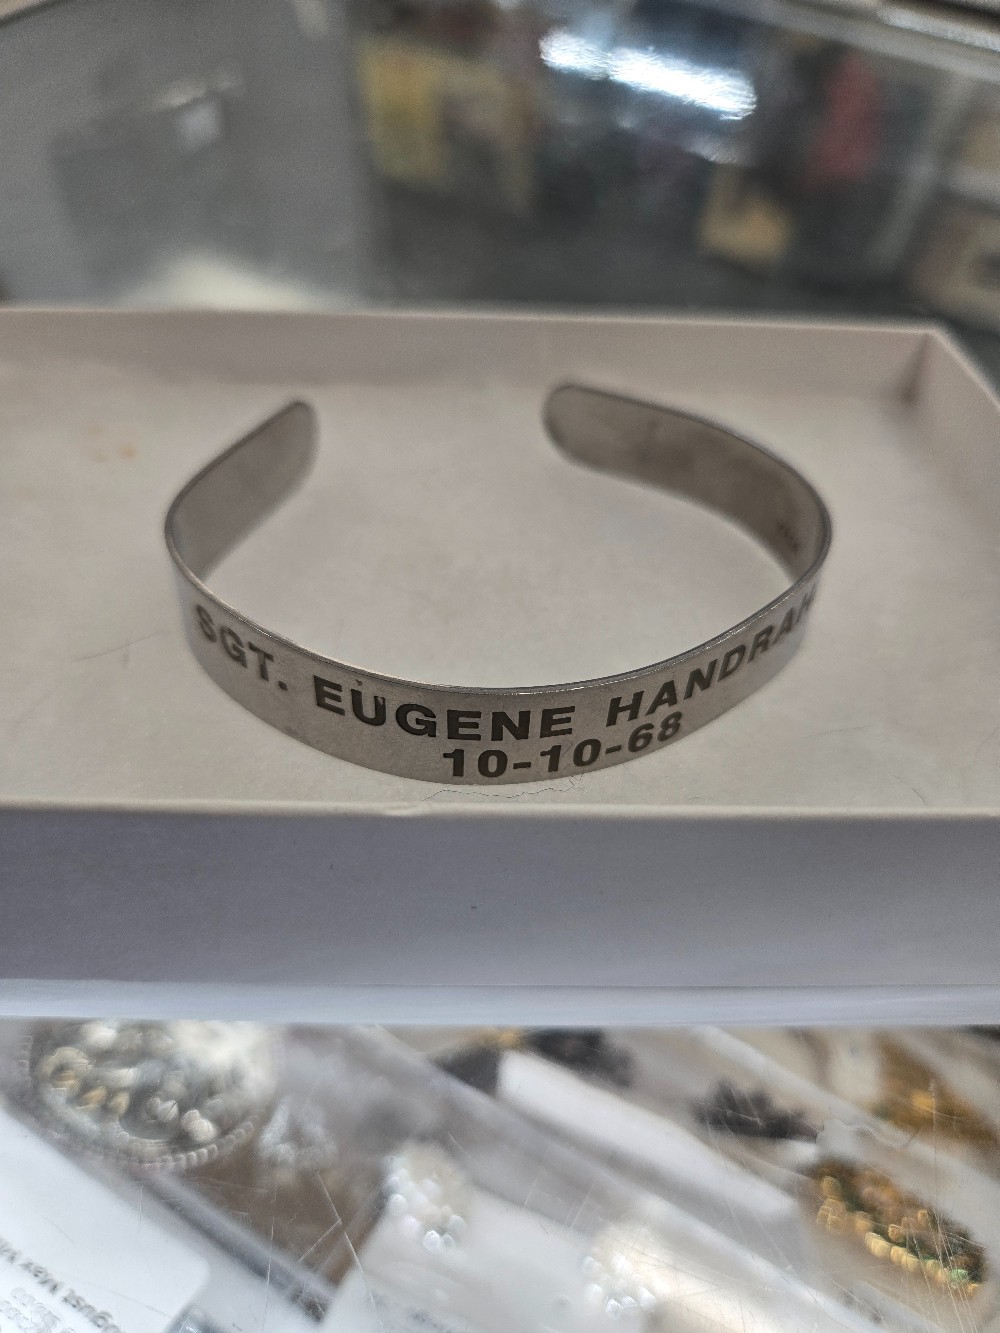 SGT. EUGENE HANDRAH
10-10-68